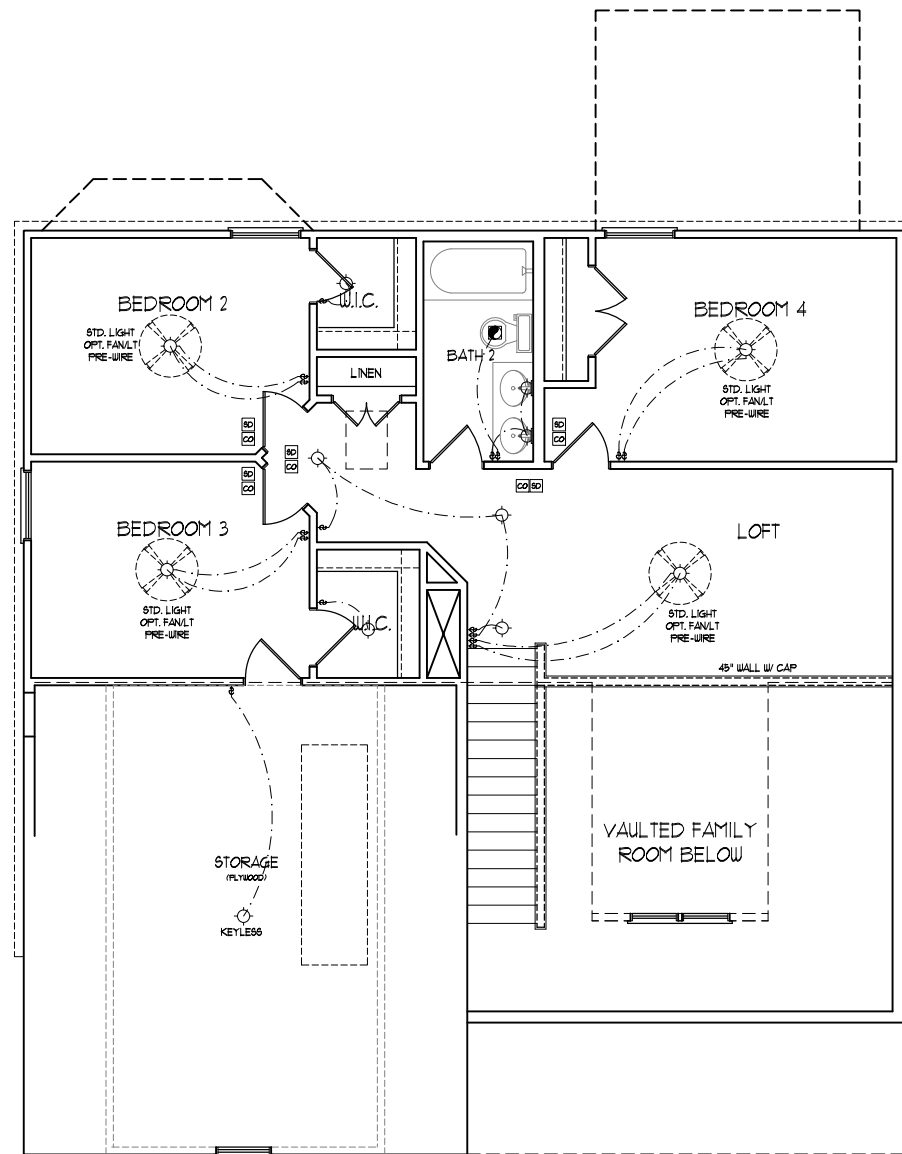 BEDROOM 2
STD. LIGHT
OPT. FAN/LT
PRE-WIRE
W.I.C.
LINEN
BATH 2
BEDROOM 4
STD. LIGHT
OPT. FAN/LT
PRE-WIRE
SD
CO
SD
CO
SD
CO
SD
CO
CO SD
BEDROOM 3
STD. LIGHT
OPT. FAN/LT
PRE-WIRE
W.I.C.
LOFT
STD. LIGHT
OPT. FAN/LT
PRE-WIRE
45" WALL W/ CAP
STORAGE
(PLYWOOD)
KEYLESS
VAULTED FAMILY
ROOM BELOW